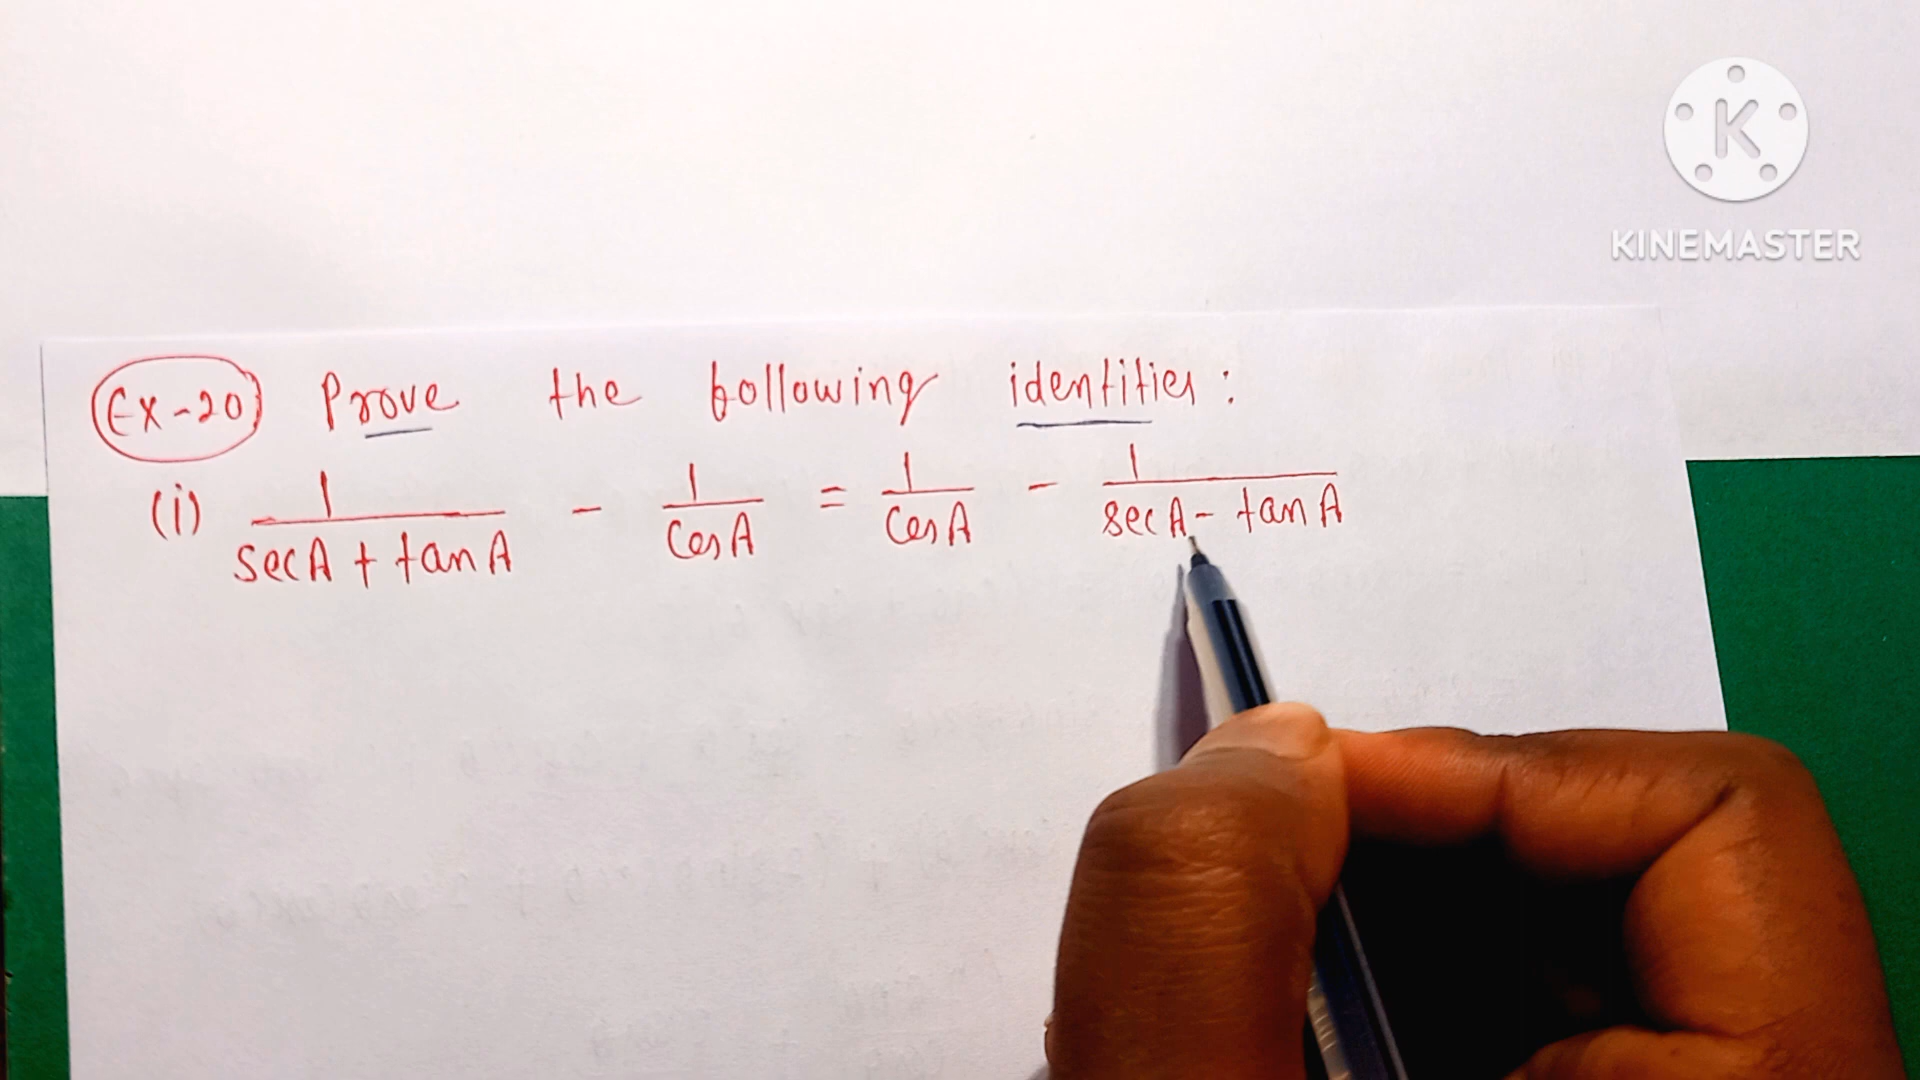 K
KINEMASTER
Ex-20 Prove the following identities:
(i) 1/(secA + tanA) - 1/CosA = 1/CosA - 1/(secA - tanA)